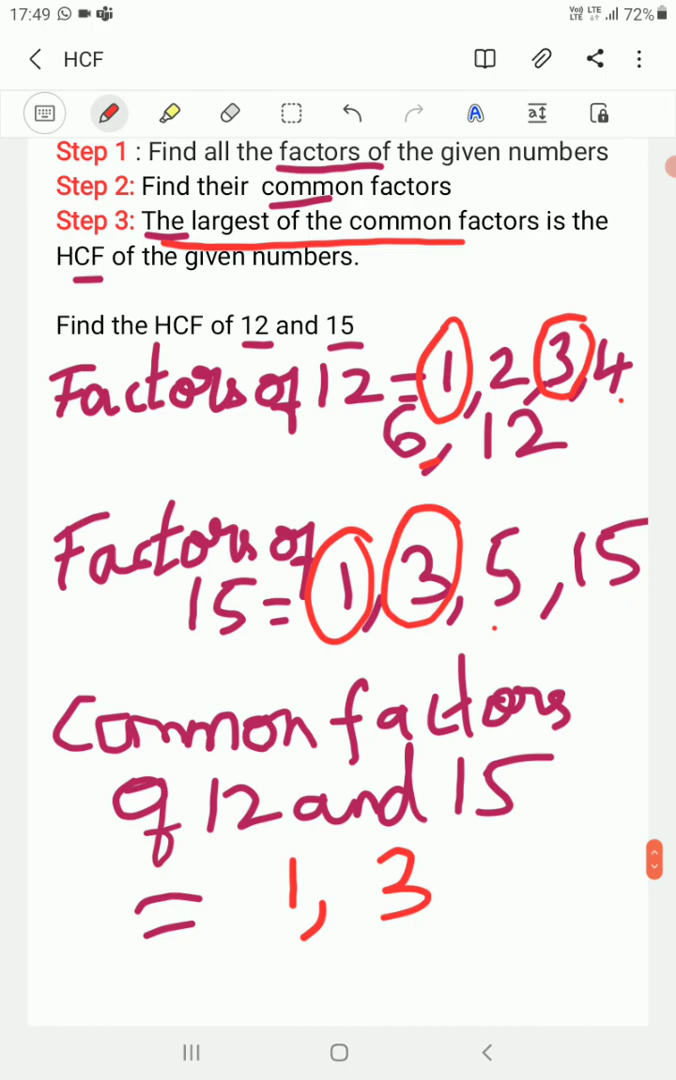 17:49
VoLTE LTE 72%
HCF
Step 1 : Find all the factors of the given numbers
Step 2: Find their common factors
Step 3: The largest of the common factors is the
HCF of the given numbers.
Find the HCF of 12 and 15
Factors of 12 = 1, 2, 3, 4
6, 12
Factors of
15 = 1, 3, 5, 15
Common factors
of 12 and 15
= 1, 3